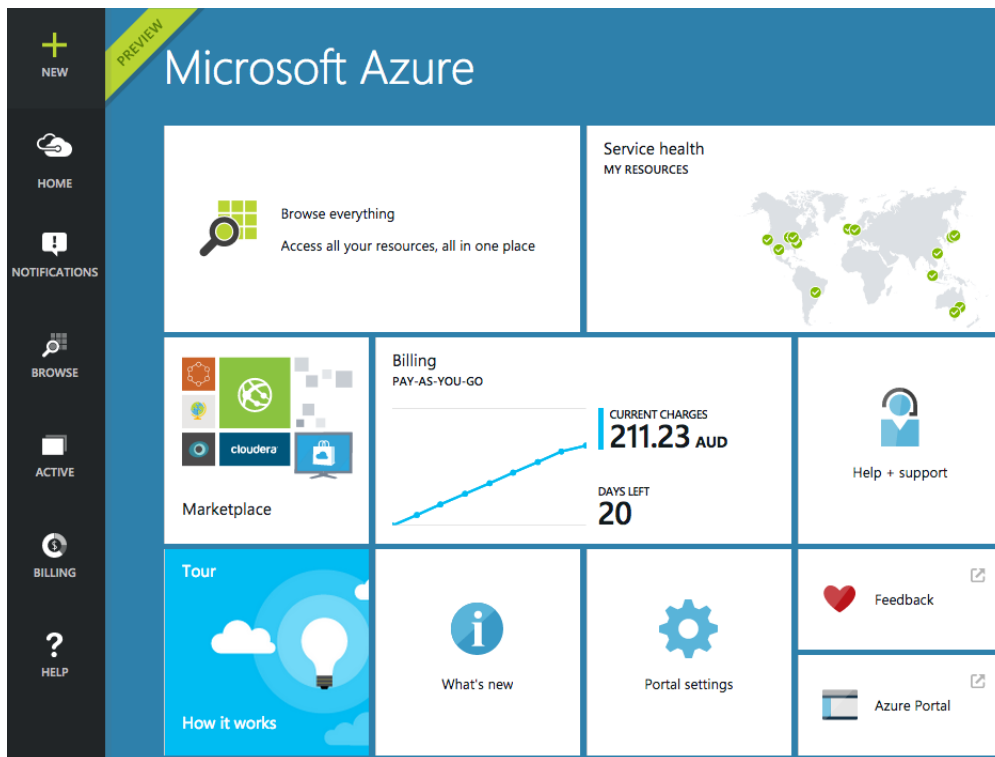 NEW
HOME
NOTIFICATIONS
BROWSE
ACTIVE
BILLING
HELP
PREVIEW
Microsoft Azure
Browse everything
Access all your resources, all in one place
Service health
MY RESOURCES
cloudera
Marketplace
Billing
PAY-AS-YOU-GO
CURRENT CHARGES
211.23 AUD
DAYS LEFT
20
Help + support
Tour
How it works
What's new
Portal settings
Feedback
Azure Portal